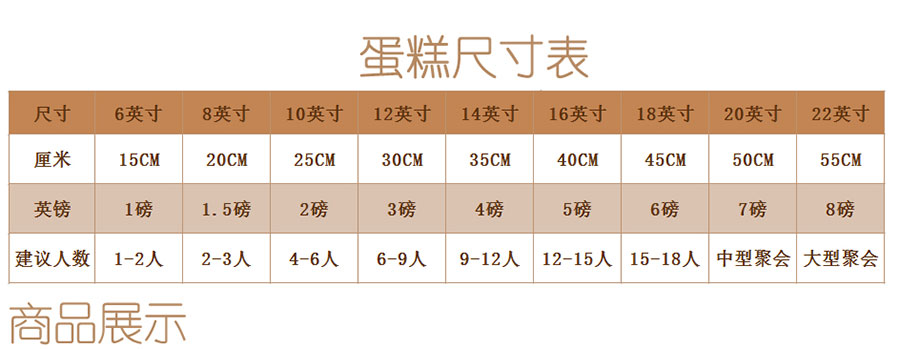 蛋糕尺寸表
尺寸 6英寸 8英寸 10英寸 12英寸 14英寸 16英寸 18英寸 20英寸 22英寸
厘米 15CM 20CM 25CM 30CM 35CM 40CM 45CM 50CM 55CM
英镑 1磅 1.5磅 2磅 3磅 4磅 5磅 6磅 7磅 8磅
建议人数 1-2人 2-3人 4-6人 6-9人 9-12人 12-15人 15-18人 中型聚会 大型聚会
商品展示